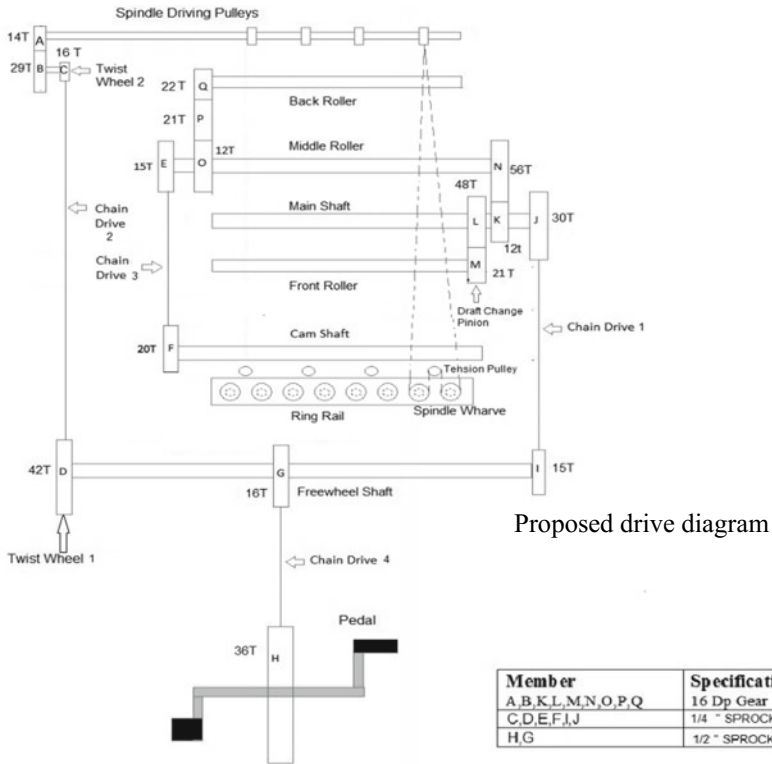 Spindle Driving Pulleys
14T
A
16 T
29T
B
C
Twist
Wheel 2
22T
Q
Back Roller
21T
P
12T
Middle Roller
15T
E
O
N
56T
48T
Chain
Drive
2
Main Shaft
L
K
J
30T
12t
Chain
Drive 3
M
21 T
Front Roller
Draft Change
Pinion
Cam Shaft
Chain Drive 1
20T
F
Tension Pulley
Ring Rail
Spindle Wharve
42T
D
G
I
15T
16T
Freewheel Shaft
Proposed drive diagram
Twist Wheel 1
Chain Drive 4
Pedal
36T
H
Member
A,B,K,L,M,N,O,P,Q
C,D,E,F,I,J
H,G
16 Dp Gear
1/4 "
1/2 "